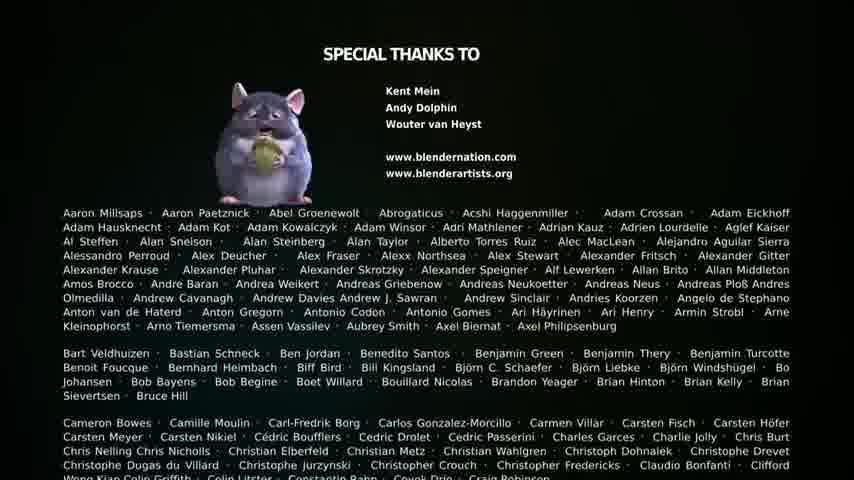 SPECIAL THANKS TO
Kent Mein
Andy Dolphin
Wouter van Heyst
www.blendernation.com
www.blenderartists.org
Aaron Millsaps · Aaron Paetznick · Abel Groenewolt · Abrogaticus · Acshi Haggenmiller · Adam Crossan · Adam Eickhoff
Adam Hausknecht · Adam Kot · Adam Kowalczyk · Adam Winsor · Adri Mathlener · Adrian Kauz · Adrien Lourdelle · Aglef Kaiser
Al Steffen · Alan Snelson · Alan Steinberg · Alan Taylor · Alberto Torres Ruiz · Alec MacLean · Alejandro Aguilar Sierra
Alessandro Perroud · Alex Deucher · Alex Fraser · Alexx Northsea · Alex Stewart · Alexander Fritsch · Alexander Gitter
Alexander Krause · Alexander Pluhar · Alexander Skrotzky · Alexander Speigner · Alf Lewerken · Allan Brito · Allan Middleton
Amos Brocco · Andre Baran · Andrea Weikert · Andreas Griebenow · Andreas Neukoetter · Andreas Neus · Andreas Ploß Andres
Olmedilla · Andrew Cavanagh · Andrew Davies Andrew J. Sawran · Andrew Sinclair · Andries Koorzen · Angelo de Stephano
Anton van de Haterd · Anton Gregorn · Antonio Codon · Antonio Gomes · Ari Häyrinen · Ari Henry · Armin Strobl · Arne
Kleinophorst · Arno Tiemersma · Assen Vassilev · Aubrey Smith · Axel Biernat · Axel Philipsenburg
Bart Veldhuizen · Bastian Schneck · Ben Jordan · Benedito Santos · Benjamin Green · Benjamin Thery · Benjamin Turcotte
Benoit Foucque · Bernhard Heimbach · Biff Bird · Bill Kingsland · Björn C. Schaefer · Björn Liebke · Björn Windshügel · Bo
Johansen · Bob Bayens · Bob Begine · Boet Willard · Bouillard Nicolas · Brandon Yeager · Brian Hinton · Brian Kelly · Brian
Sievertsen · Bruce Hill
Cameron Bowes · Camille Moulin · Carl-Fredrik Borg · Carlos Gonzalez-Morcillo · Carmen Villar · Carsten Fisch · Carsten Höfer
Carsten Meyer · Carsten Nikiel · Cédric Boufflers · Cedric Drolet · Cedric Passerini · Charles Garces · Charlie Jolly · Chris Burt
Chris Nelling Chris Nicholls · Christian Elberfeld · Christian Metz · Christian Wahlgren · Christoph Dohnalek · Christophe Drevet
Christophe Dugas du Villard · Christophe Jurzynski · Christopher Crouch · Christopher Fredericks · Claudio Bonfanti · Clifford
Wong Kian Colin Griffith · Colin Litster · Constantin Rahn · Craig Robinson